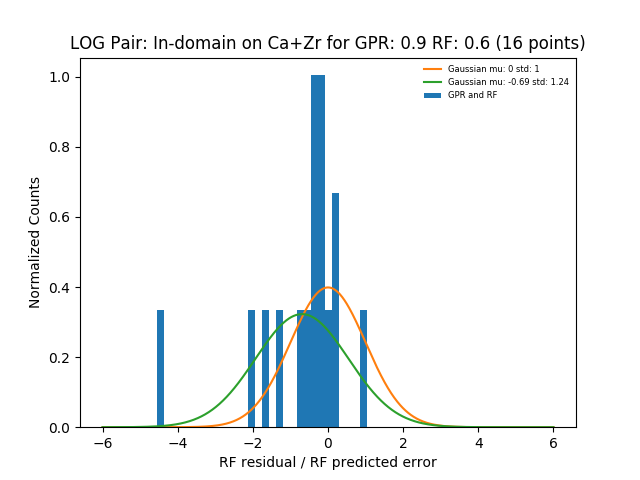 LOG Pair: In-domain on Ca+Zr for GPR: 0.9 RF: 0.6 (16 points)
Gaussian mu: 0 std: 1
Gaussian mu: -0.69 std: 1.24
GPR and RF
Normalized Counts
1.0
0.8
0.6
0.4
0.2
0.0
−6 −4 −2 0 2 4 6
RF residual / RF predicted error